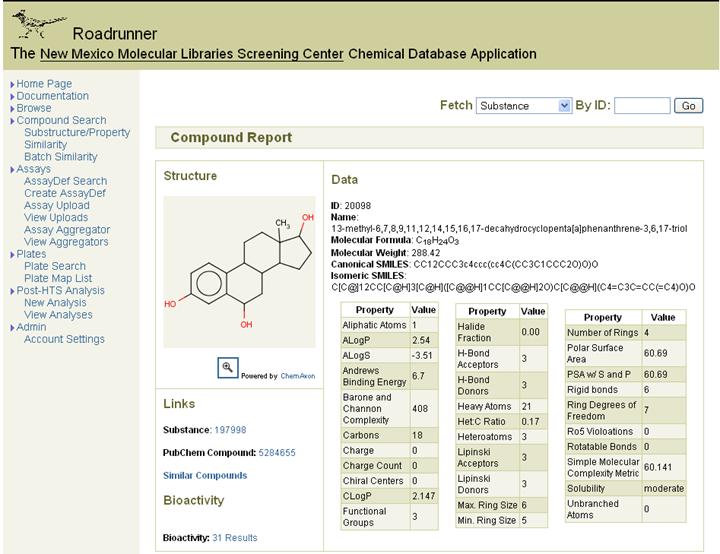 Roadrunner
The New Mexico Molecular Libraries Screening Center Chemical Database Application
Home Page
Documentation
Browse
Compound Search
Substructure/Property
Similarity
Batch Similarity
Assays
AssayDef Search
Create AssayDef
Assay Upload
View Uploads
Assay Aggregator
View Aggregators
Plates
Plate Search
Plate Map List
Post-HTS Analysis
New Analysis
View Analyses
Admin
Account Settings
Fetch Substance By ID: Go
Compound Report
Structure
CH3
OH
HO
OH
Powered by ChemAxon
Links
Substance: 197998
PubChem Compound: 5284655
Similar Compounds
Bioactivity
Bioactivity: 31 Results
Data
ID: 20098
Name:
13-methyl-6,7,8,9,11,12,14,15,16,17-decahydrocyclopenta[a]phenanthrene-3,6,17-triol
Molecular Formula: C18H24O3
Molecular Weight: 288.42
Canonical SMILES: CC12CCC3c4ccc(cc4C(CC3C1CCC2O)O)O
Isomeric SMILES:
C[C@]12CC[C@H]3[C@H]([C@@H]1CC[C@@H]2O)C[C@@H](C4=C3C=CC(=C4)O)O
Property Value
Aliphatic Atoms 1
ALogP 2.54
ALogS -3.51
Andrews
Binding Energy 6.7
Barone and
Channon 408
Complexity
Carbons 18
Charge 0
Charge Count 0
Chiral Centers 0
CLogP 2.147
Functional
Groups 3
Property Value
Halide
Fraction 0.00
H-Bond
Acceptors 3
H-Bond
Donors 3
Heavy Atoms 21
Het:C Ratio 0.17
Heteroatoms 3
Lipinski
Acceptors 3
Lipinski
Donors 3
Max. Ring Size 6
Min. Ring Size 5
Property Value
Number of Rings 4
Polar Surface
Area 60.69
PSA w/ S and P 60.69
Rigid bonds 6
Ring Degrees of
Freedom 7
Ro5 Violoations 0
Rotatable Bonds 0
Simple Molecular
Complexity Metric 60.141
Solubility moderate
Unbranched
Atoms 0